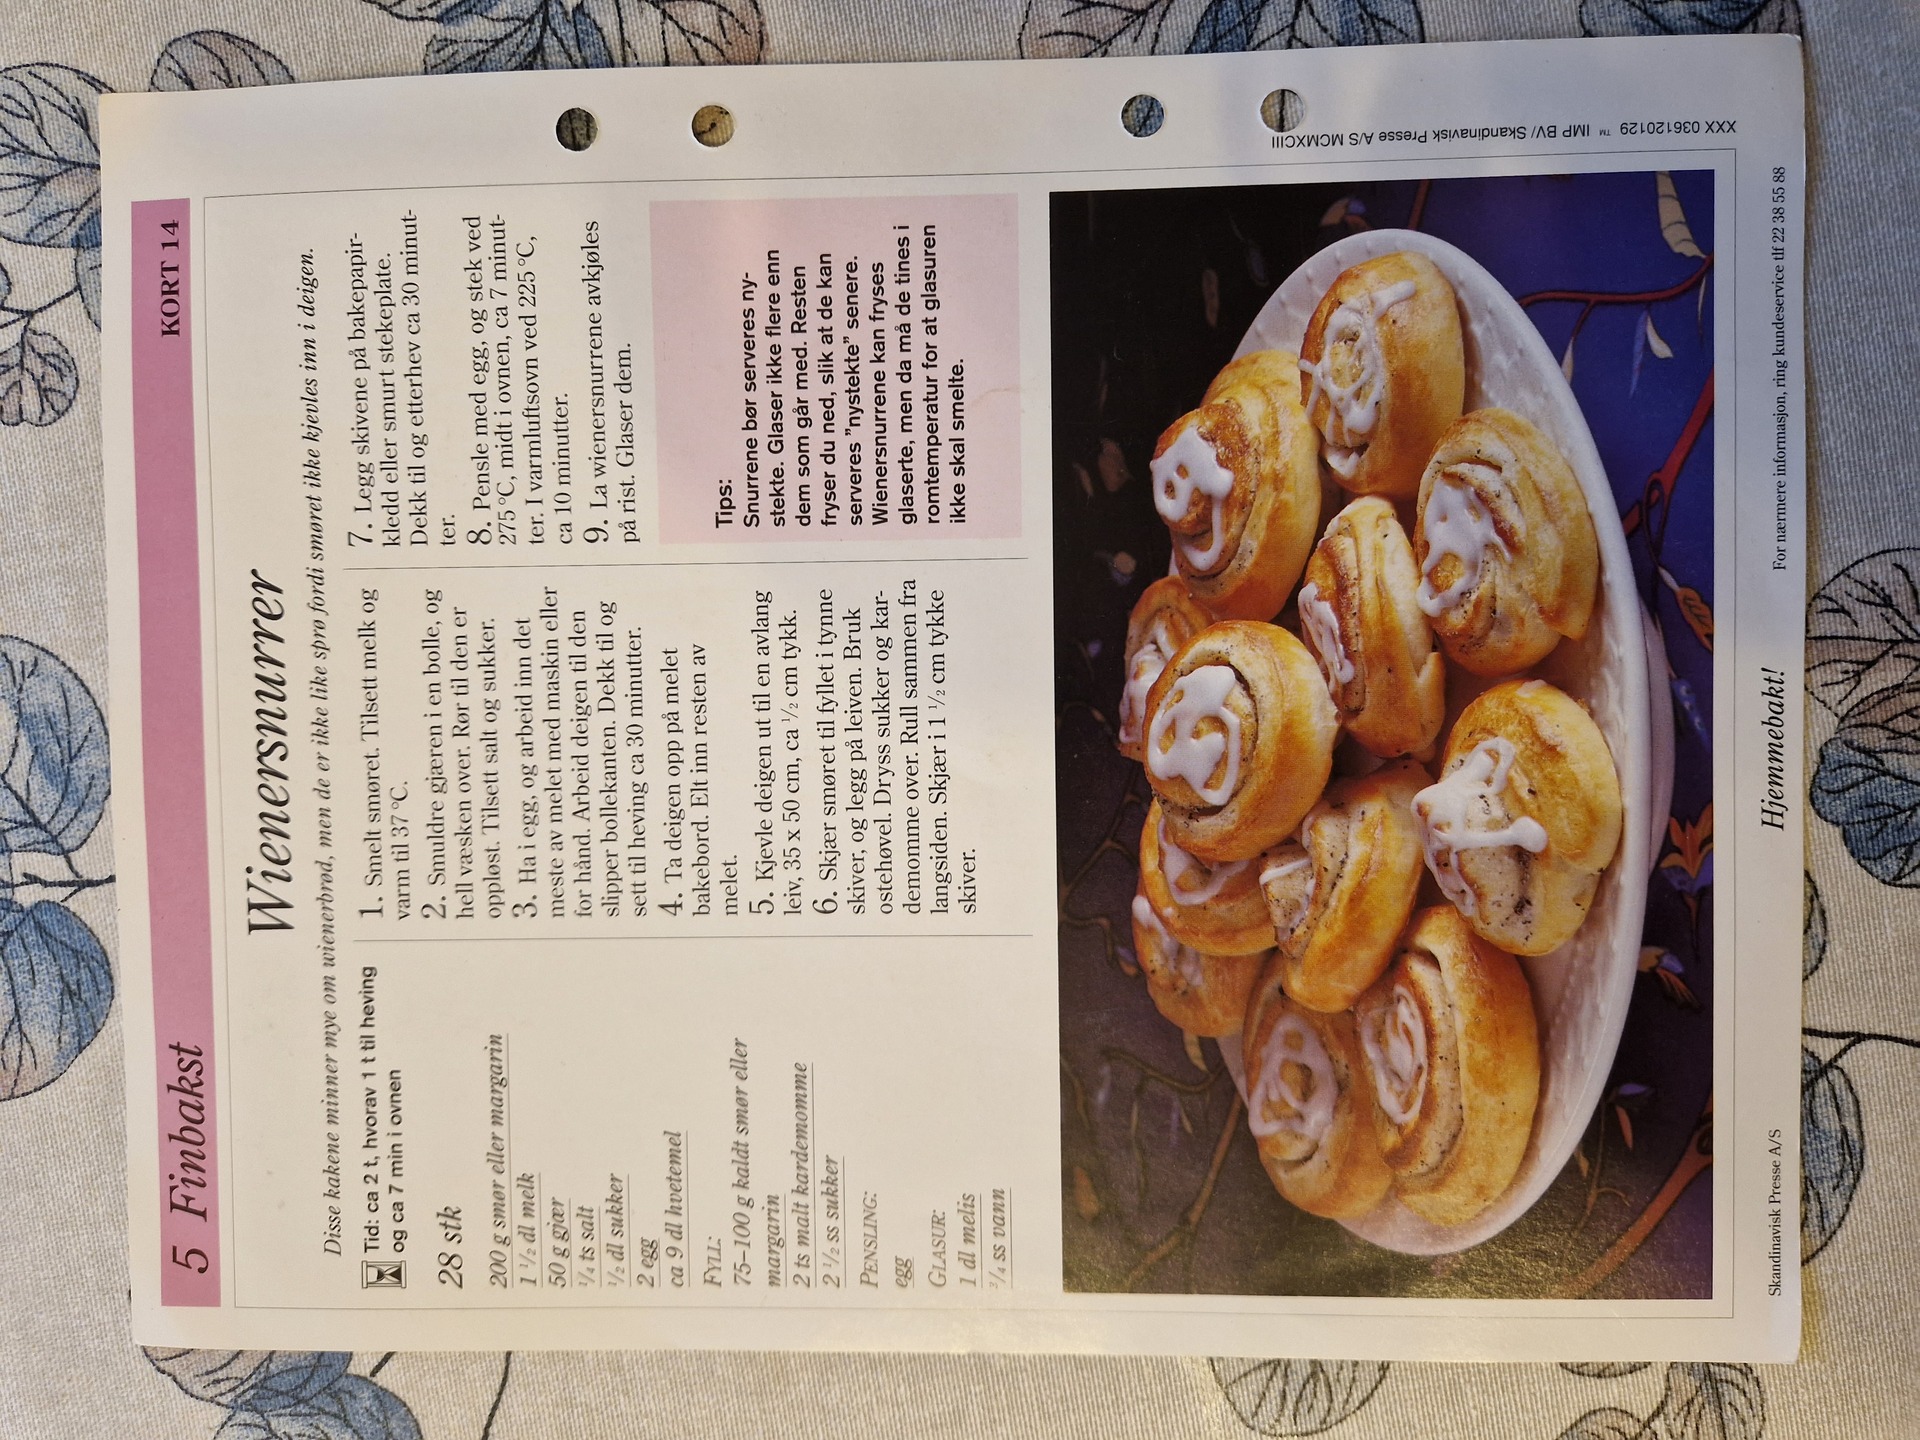 5 Finbakst
KORT 14
Wienersnurrer
Disse kakene minner mye om wienerbrød, men de er ikke like sprø fordi smøret ikke kjevles inn i deigen.
Tid: ca 2 t, hvorav 1 t til heving
og ca 7 min i ovnen
28 stk
200 g smør eller margarin
1 ½ dl melk
50 g gjær
¼ ts salt
½ dl sukker
2 egg
ca 9 dl hvetemel
FYLL:
75–100 g kaldt smør eller
margarin
2 ts malt kardemomme
2 ½ ss sukker
PENSLING:
egg
GLASUR:
1 dl melis
¾ ss vann
1. Smelt smøret. Tilsett melk og
varm til 37 °C.
2. Smuldre gjæren i en bolle, og
hell væsken over. Rør til den er
oppløst. Tilsett salt og sukker.
3. Ha i egg, og arbeid inn det
meste av melet med maskin eller
for hånd. Arbeid deigen til den
slipper bollekanten. Dekk til og
sett til heving ca 30 minutter.
4. Ta deigen opp på melet
bakebord. Elt inn resten av
melet.
5. Kjevle deigen ut til en avlang
leiv, 35 x 50 cm, ca ½ cm tykk.
6. Skjær smøret til fyllet i tynne
skiver, og legg på leiven. Bruk
ostehøvel. Dryss sukker og kar-
demomme over. Rull sammen fra
langsiden. Skjær i 1 ½ cm tykke
skiver.
7. Legg skivene på bakepapir-
kledd eller smurt stekeplate.
Dekk til og etterhev ca 30 minut-
ter.
8. Pensle med egg, og stek ved
275 °C, midt i ovnen, ca 7 minut-
ter. I varmluftsovn ved 225 °C,
ca 10 minutter.
9. La wienersnurrene avkjøles
på rist. Glaser dem.
Tips:
Snurrene bør serveres ny-
stekte. Glaser ikke flere enn
dem som går med. Resten
fryser du ned, slik at de kan
serveres ”nystekte” senere.
Wienersnurrene kan fryses
glaserte, men da må de tines i
romtemperatur for at glasuren
ikke skal smelte.
XXX 036120129 ™ IMP BV/ Skandinavisk Presse A/S MCMXCIII
Skandinavisk Presse A/S
Hjemmebakt!
For nærmere informasjon, ring kundeservice tlf 22 38 55 88